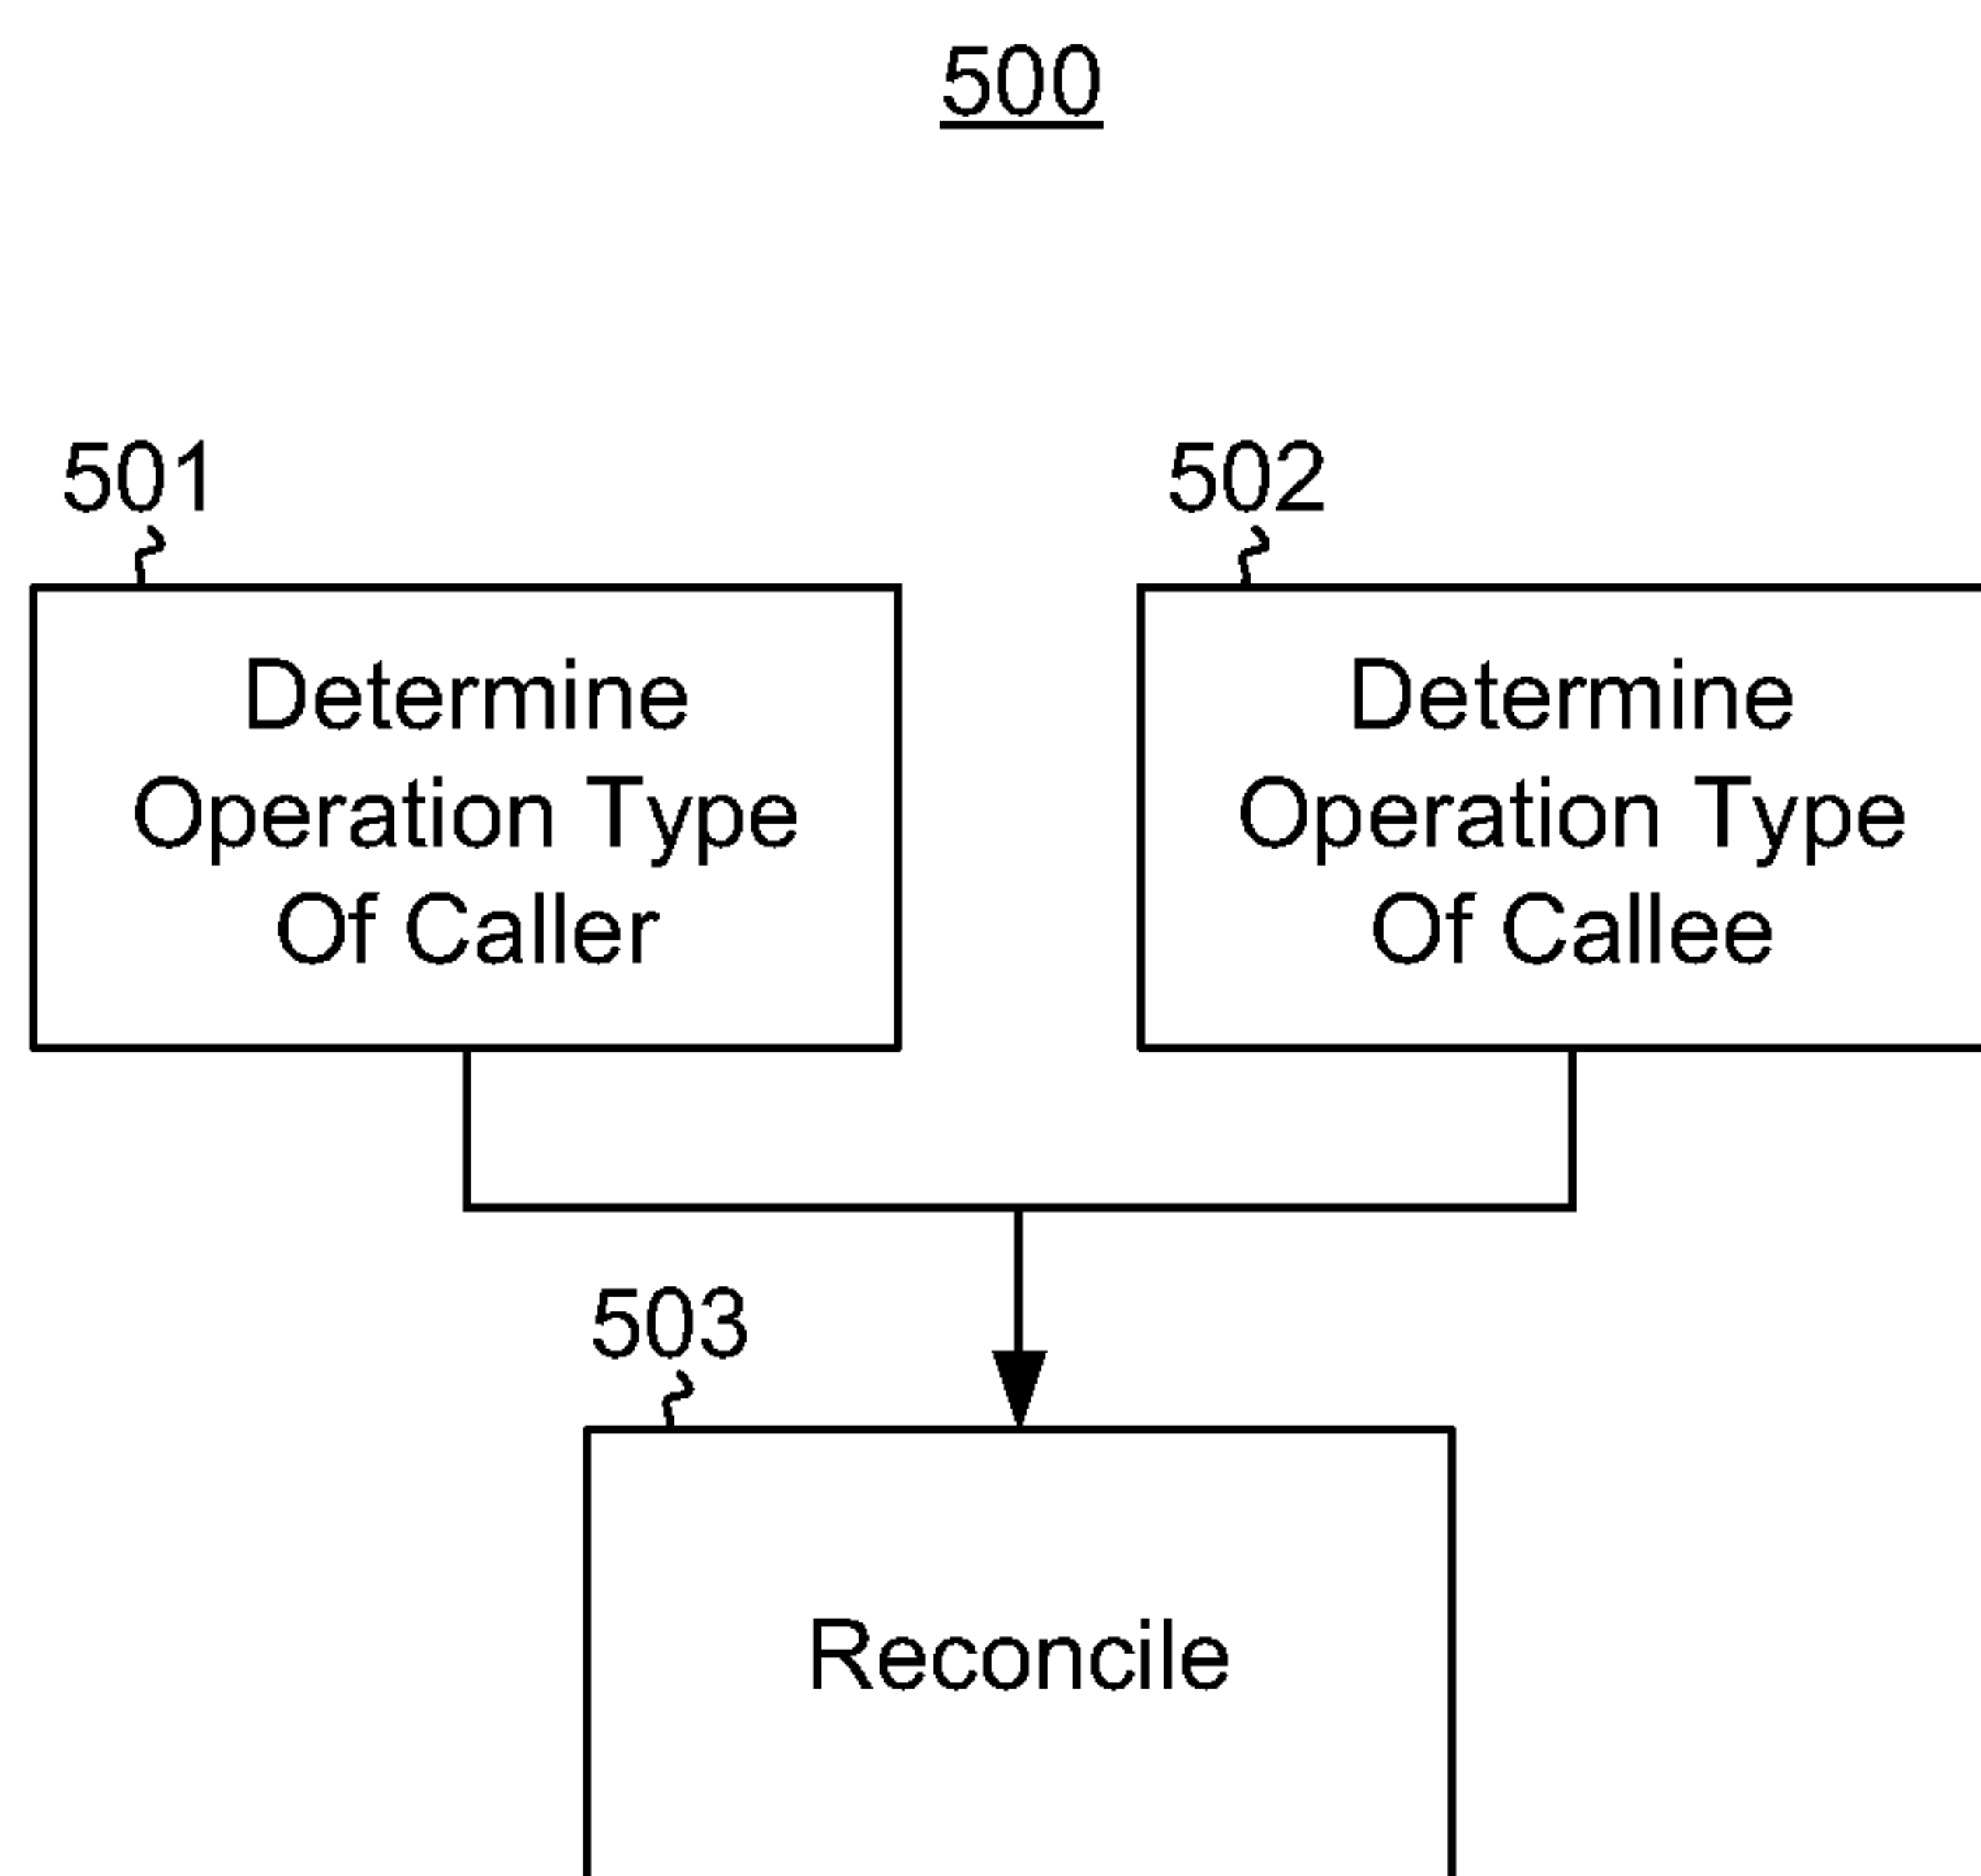 500
501
Determine
Operation Type
Of Caller
502
Determine
Operation Type
Of Callee
503
Reconcile